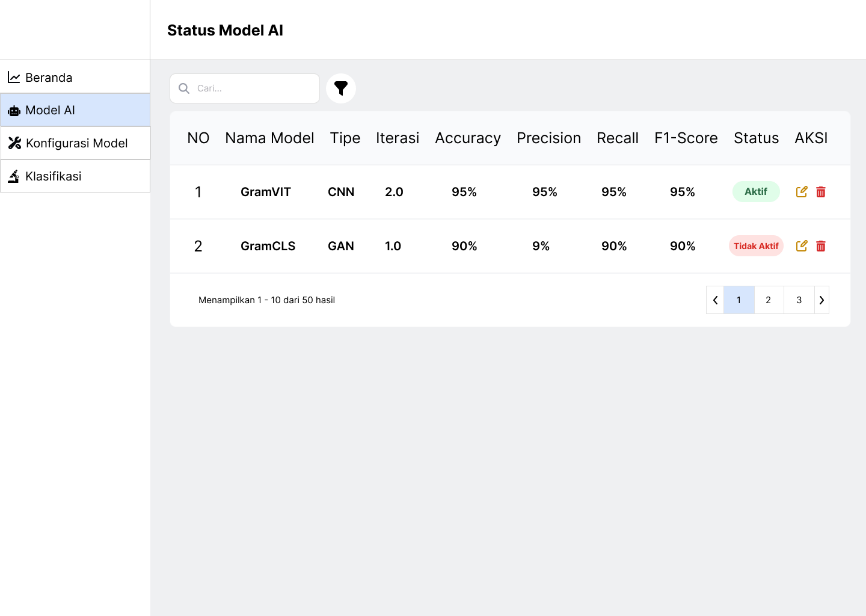 Status Model AI
Beranda
Model AI
Konfigurasi Model
Klasifikasi
Cari...
NO Nama Model Tipe Iterasi Accuracy Precision Recall F1-Score Status AKSI
1 GramVIT CNN 2.0 95% 95% 95% 95% Aktif
2 GramCLS GAN 1.0 90% 9% 90% 90% Tidak Aktif
Menampilkan 1 - 10 dari 50 hasil
1 2 3